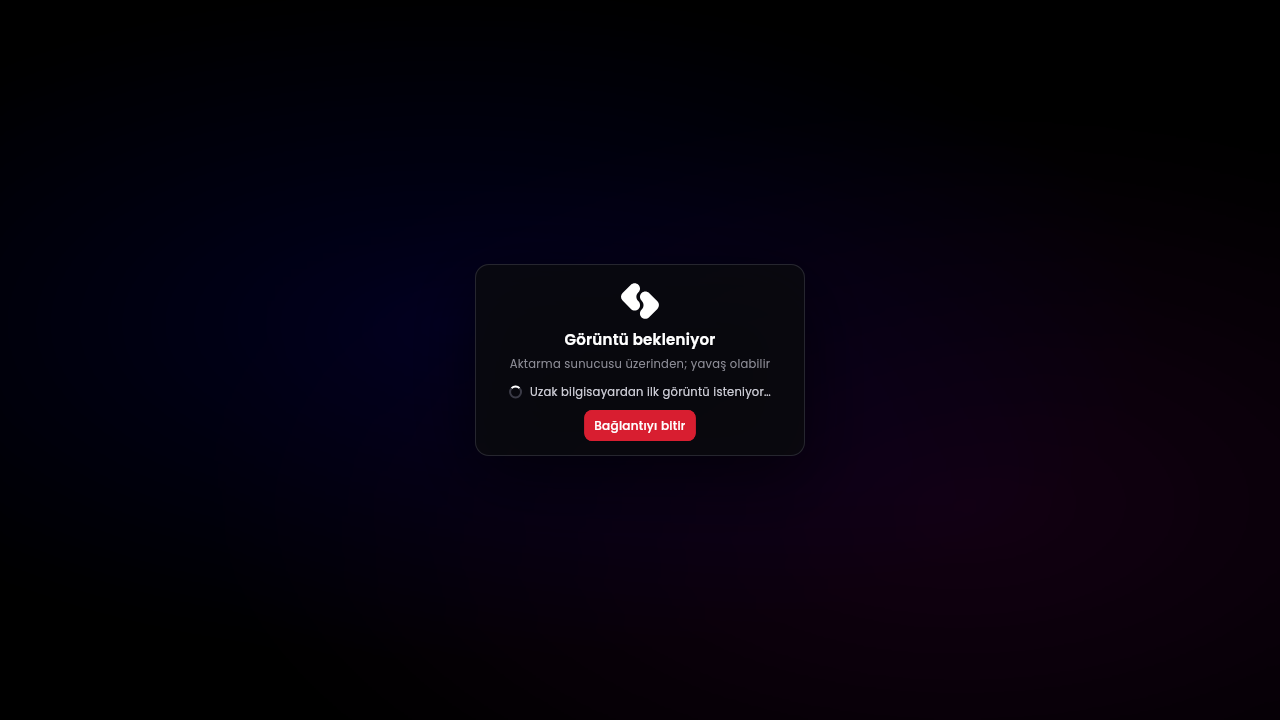 Görüntü bekleniyor
Aktarma sunucusu üzerinden; yavaş olabilir
Uzak bilgisayardan ilk görüntü isteniyor...
Bağlantıyı bitir